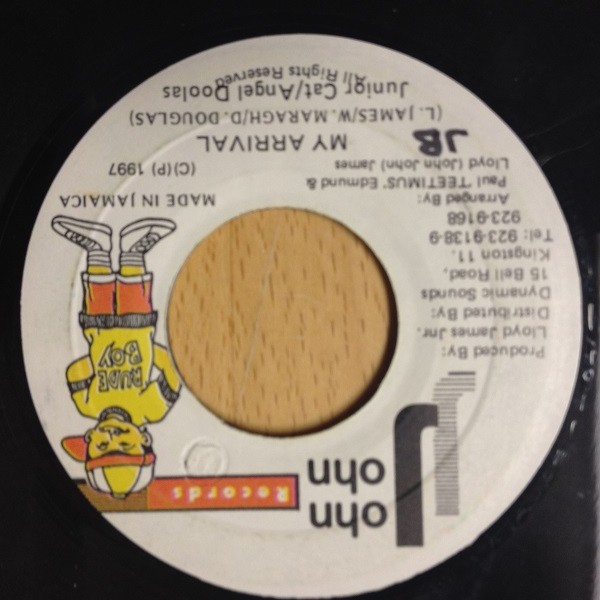 John
John
Records
RUDE
BOY
Produced By:
Lloyd James Jnr.
Distributed By:
Dynamic Sounds
15 Bell Road,
Kingston 11.
Tel: 923-9138-9
923-9168
Arranged By:
Paul 'TEETIMUS' Edmund &
Lloyd (John John) James
MADE IN JAMAICA
(C)(P) 1997
JB
MY ARRIVAL
(L. JAMES/W. MARAGH/D. DOUGLAS)
Junior Cat/Angel Doolas
All Rights Reserved